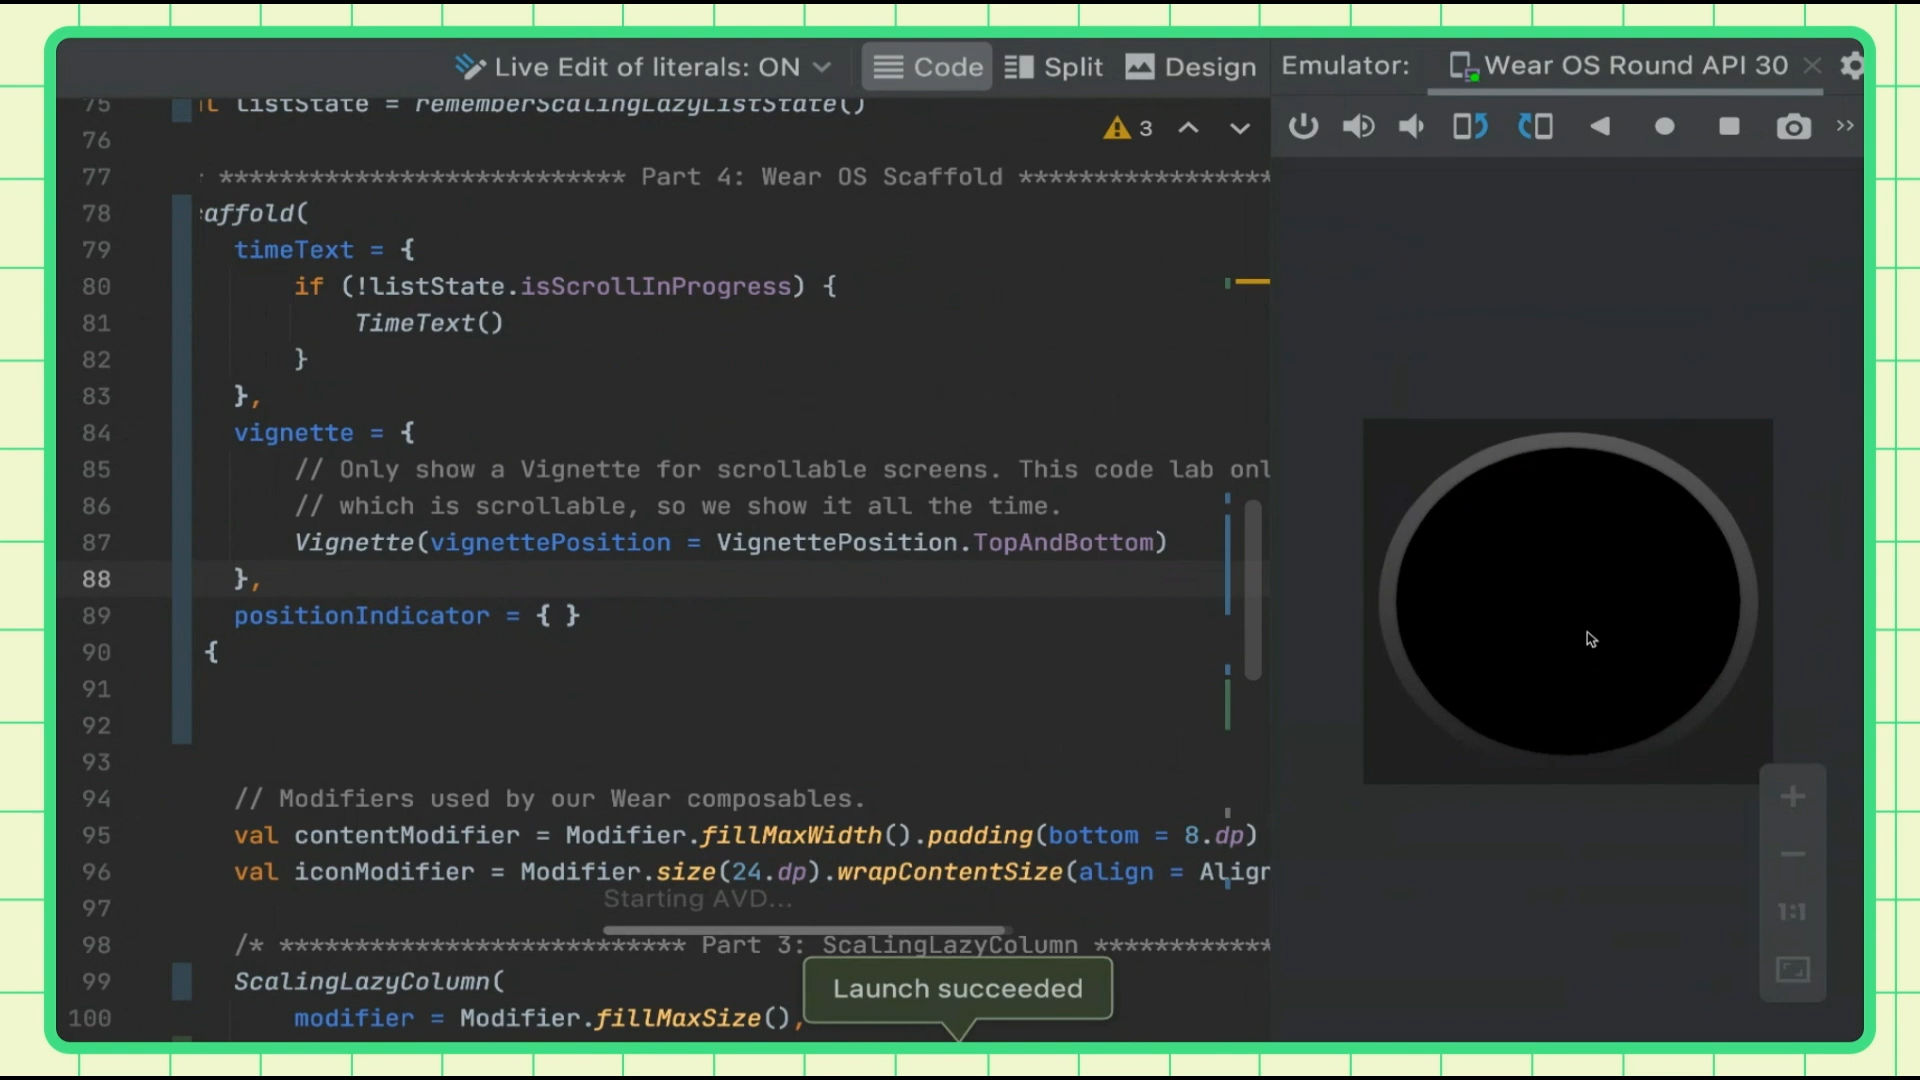 Live Edit of literals: ON
Code
Split
Design
Emulator:
Wear OS Round API 30
3
75 listState = rememberScalingLazyListState()
76
77 *************************** Part 4: Wear OS Scaffold *****************
78 affold(
79 timeText = {
80 if (!listState.isScrollInProgress) {
81 TimeText()
82 }
83 },
84 vignette = {
85 // Only show a Vignette for scrollable screens. This code lab onl
86 // which is scrollable, so we show it all the time.
87 Vignette(vignettePosition = VignettePosition.TopAndBottom)
88 },
89 positionIndicator = { }
90 {
91
92
93
94 // Modifiers used by our Wear composables.
95 val contentModifier = Modifier.fillMaxWidth().padding(bottom = 8.dp)
96 val iconModifier = Modifier.size(24.dp).wrapContentSize(align = Align
Starting AVD...
97
98 /* *************************** Part 3: ScalingLazyColumn ************
99 ScalingLazyColumn(
100 modifier = Modifier.fillMaxSize(),
Launch succeeded
1:1